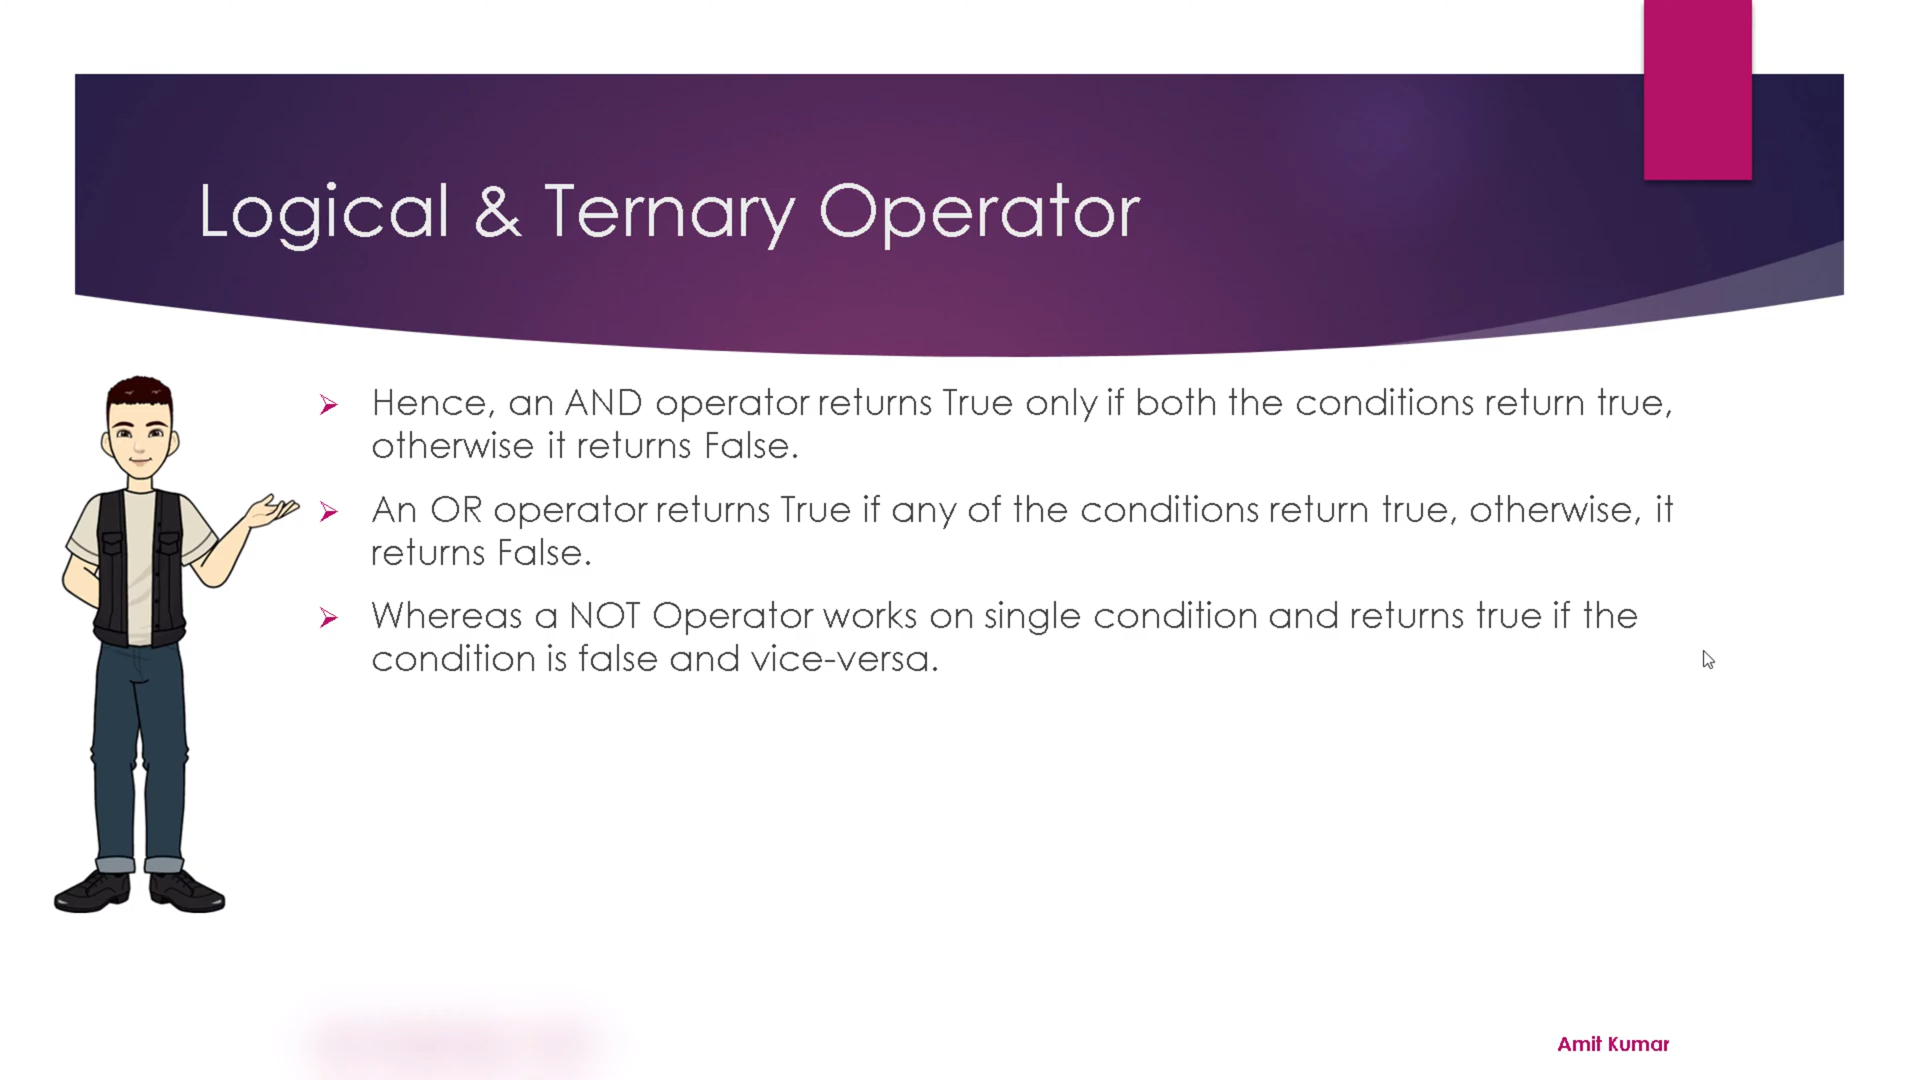 Logical & Ternary Operator
Hence, an AND operator returns True only if both the conditions return true,
otherwise it returns False.
An OR operator returns True if any of the conditions return true, otherwise, it
returns False.
Whereas a NOT Operator works on single condition and returns true if the
condition is false and vice-versa.
Amit Kumar